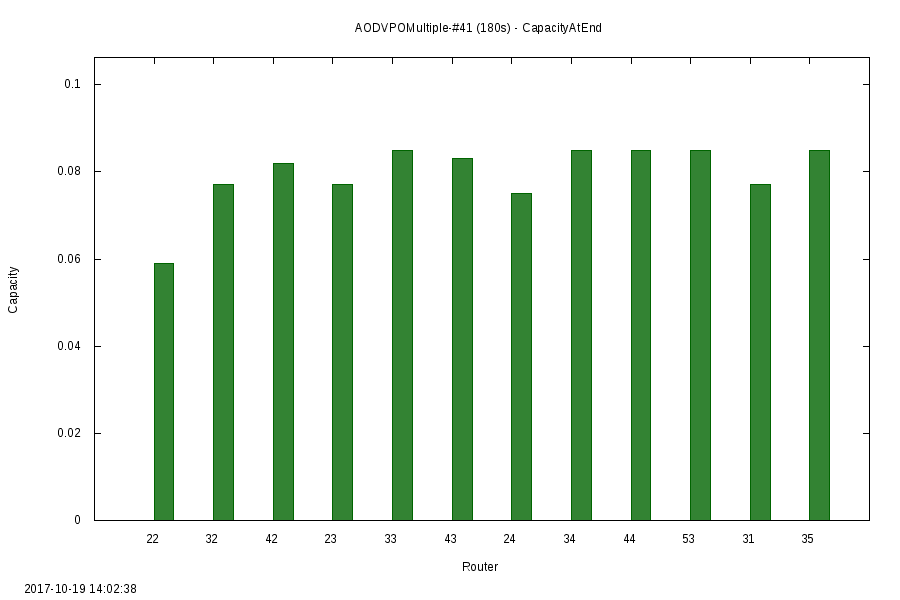 AODVPOMultiple-#41 (180s) - CapacityAtEnd
0.1
0.08
0.06
0.04
0.02
0
Capacity
22 32 42 23 33 43 24 34 44 53 31 35
Router
2017-10-19 14:02:38